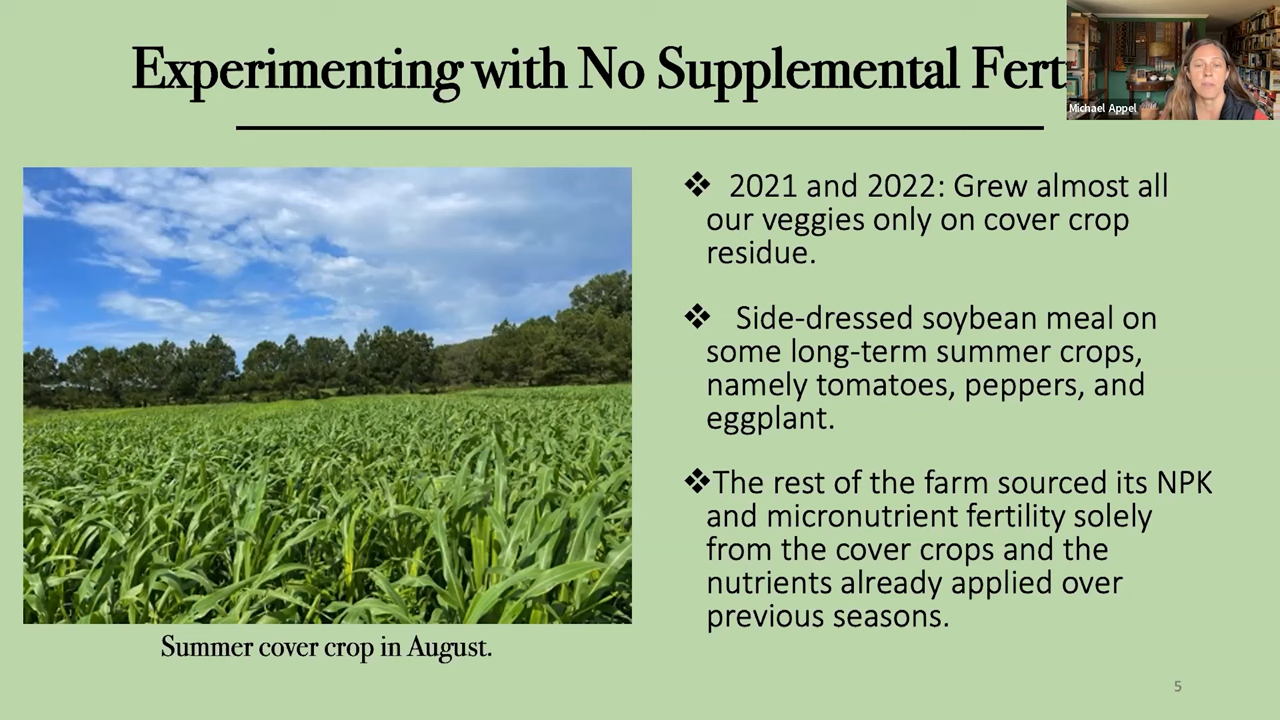 Experimenting with No Supplemental Fert
Michael Appel
❖ 2021 and 2022: Grew almost all
our veggies only on cover crop
residue.
❖ Side-dressed soybean meal on
some long-term summer crops,
namely tomatoes, peppers, and
eggplant.
❖The rest of the farm sourced its NPK
and micronutrient fertility solely
from the cover crops and the
nutrients already applied over
previous seasons.
Summer cover crop in August.
5